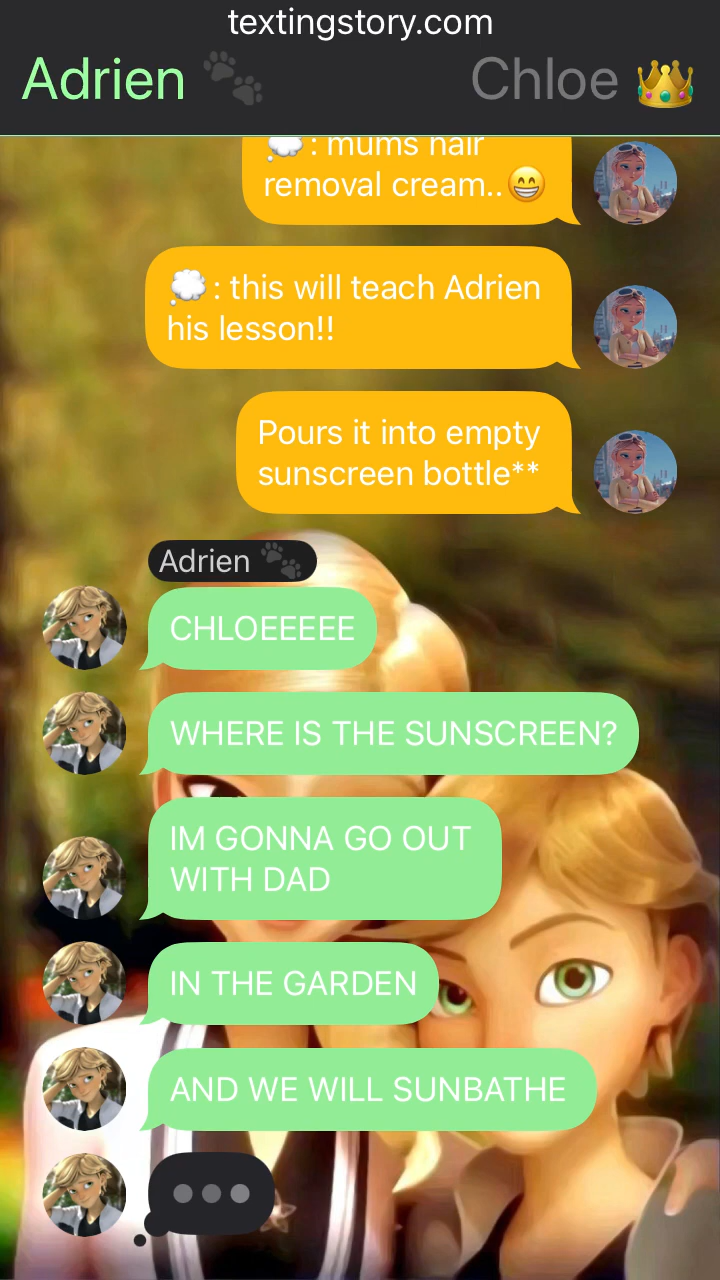 textingstory.com
Adrien 🐾 Chloe 👑
💭: mums hair
removal cream..😁
💭: this will teach Adrien
his lesson!!
Pours it into empty
sunscreen bottle**
Adrien 🐾
CHLOEEEEE
WHERE IS THE SUNSCREEN?
IM GONNA GO OUT
WITH DAD
IN THE GARDEN
AND WE WILL SUNBATHE